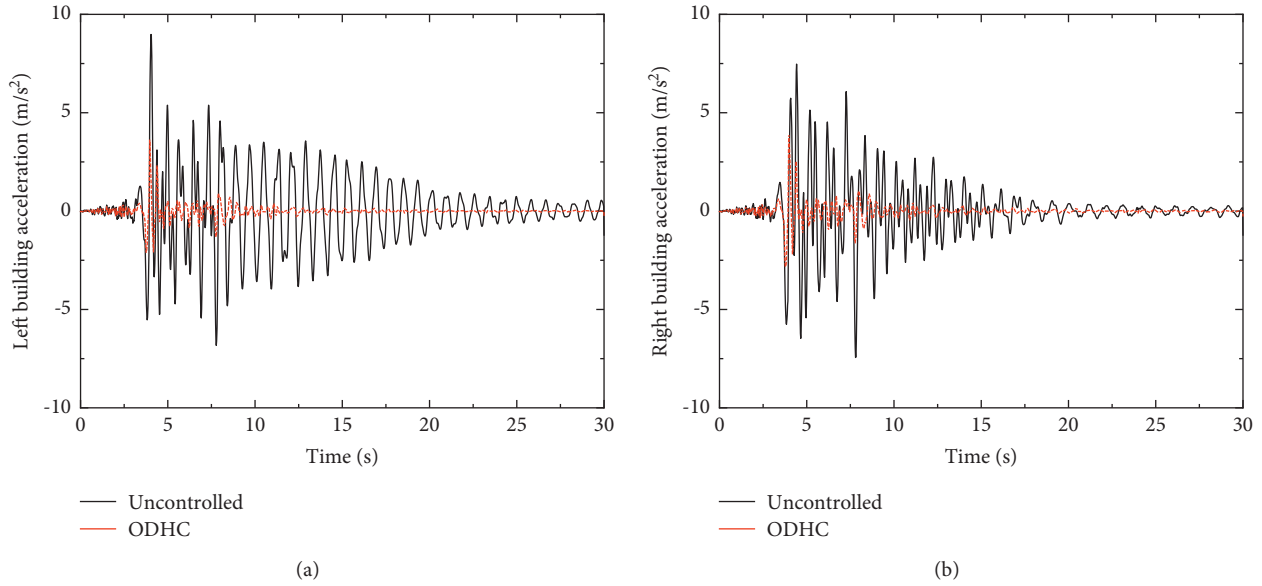 10
5
0
-5
-10
Left building acceleration (m/s²)
0 5 10 15 20 25 30
Time (s)
Uncontrolled
ODHC
(a)
10
5
0
-5
-10
Right building acceleration (m/s²)
0 5 10 15 20 25 30
Time (s)
Uncontrolled
ODHC
(b)